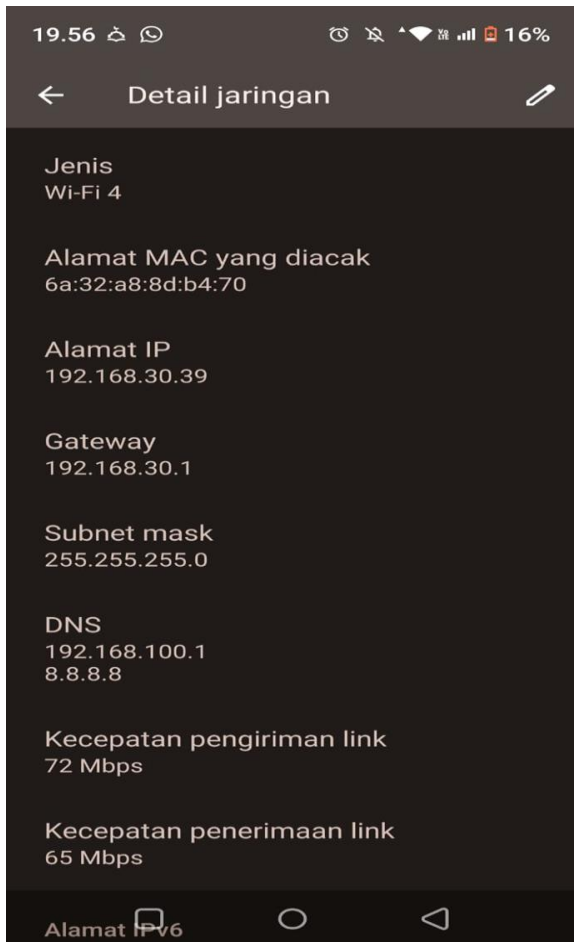 19.56 16%
Detail jaringan
Jenis
Wi-Fi 4
Alamat MAC yang diacak
6a:32:a8:8d:b4:70
Alamat IP
192.168.30.39
Gateway
192.168.30.1
Subnet mask
255.255.255.0
DNS
192.168.100.1
8.8.8.8
Kecepatan pengiriman link
72 Mbps
Kecepatan penerimaan link
65 Mbps
Alamat IPv6